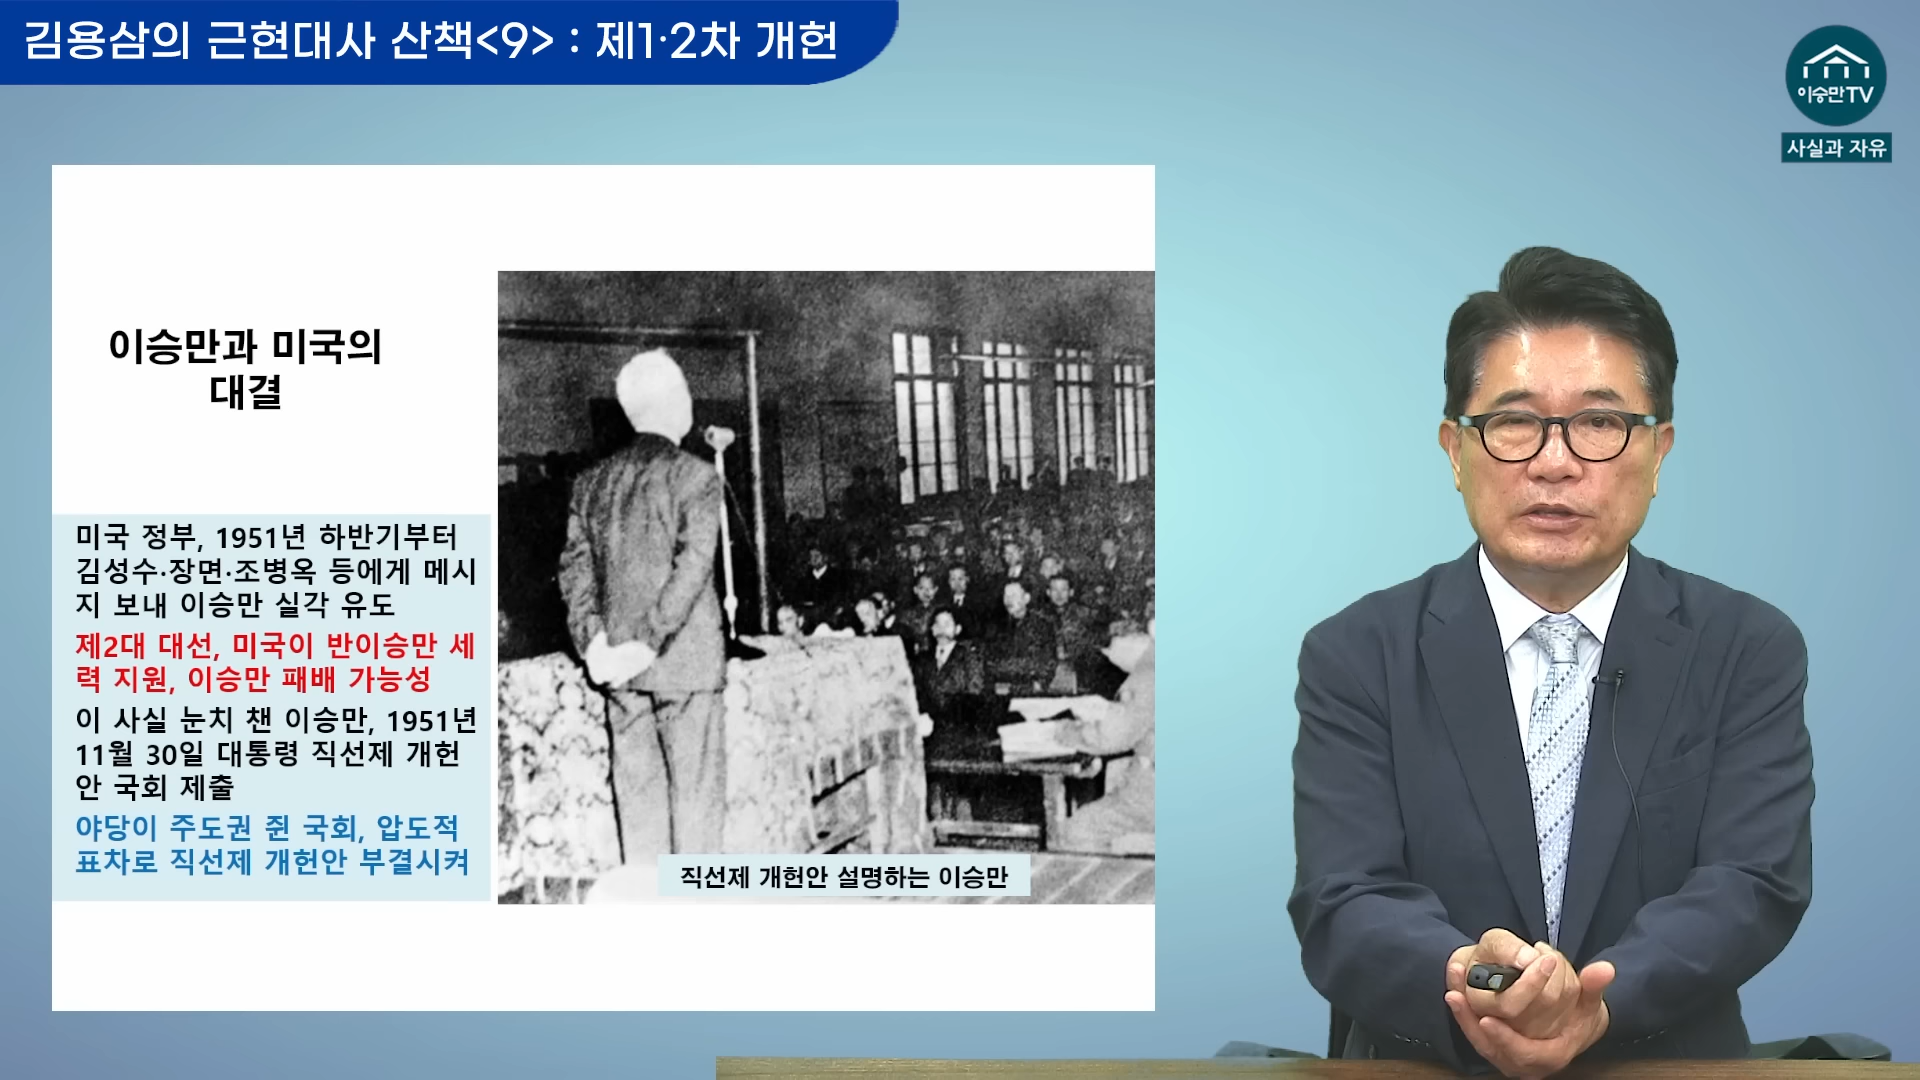 김용삼의 근현대사 산책<9> : 제1·2차 개헌
이승만TV
사실과 자유
이승만과 미국의
대결
미국 정부, 1951년 하반기부터
김성수·장면·조병옥 등에게 메시
지 보내 이승만 실각 유도
제2대 대선, 미국이 반이승만 세
력 지원, 이승만 패배 가능성
이 사실 눈치 챈 이승만, 1951년
11월 30일 대통령 직선제 개헌
안 국회 제출
야당이 주도권 쥔 국회, 압도적
표차로 직선제 개헌안 부결시켜
직선제 개헌안 설명하는 이승만